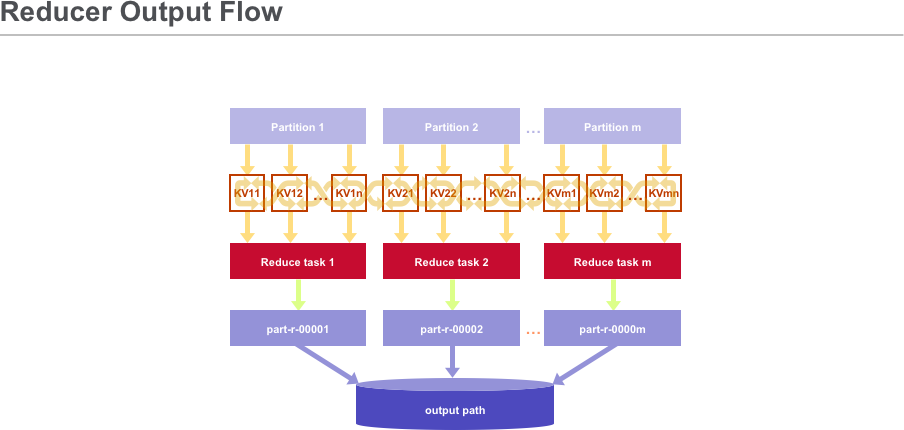 Reducer Output Flow
Partition 1 Partition 2 ... Partition m
KV11 KV12 ... KV1n KV21 KV22 ... KV2n ... KVm1 KVm2 ... KVmn
Reduce task 1 Reduce task 2 Reduce task m
part-r-00001 part-r-00002 ... part-r-0000m
output path